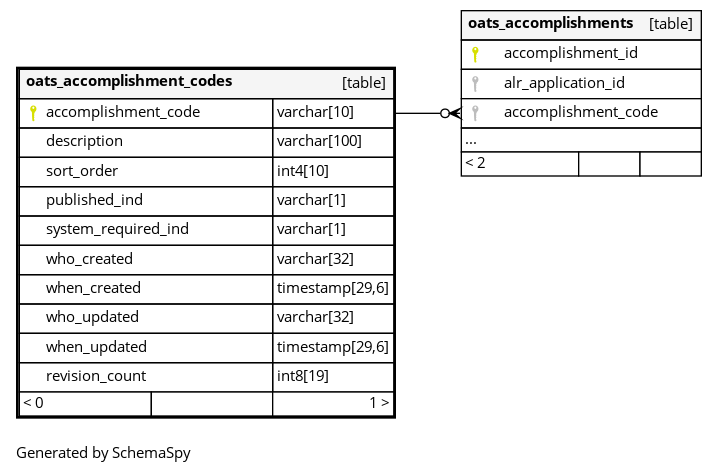 oats_accomplishment_codes [table]
accomplishment_code varchar[10]
description varchar[100]
sort_order int4[10]
published_ind varchar[1]
system_required_ind varchar[1]
who_created varchar[32]
when_created timestamp[29,6]
who_updated varchar[32]
when_updated timestamp[29,6]
revision_count int8[19]
< 0 1 >
oats_accomplishments [table]
accomplishment_id
alr_application_id
accomplishment_code
...
< 2
Generated by SchemaSpy